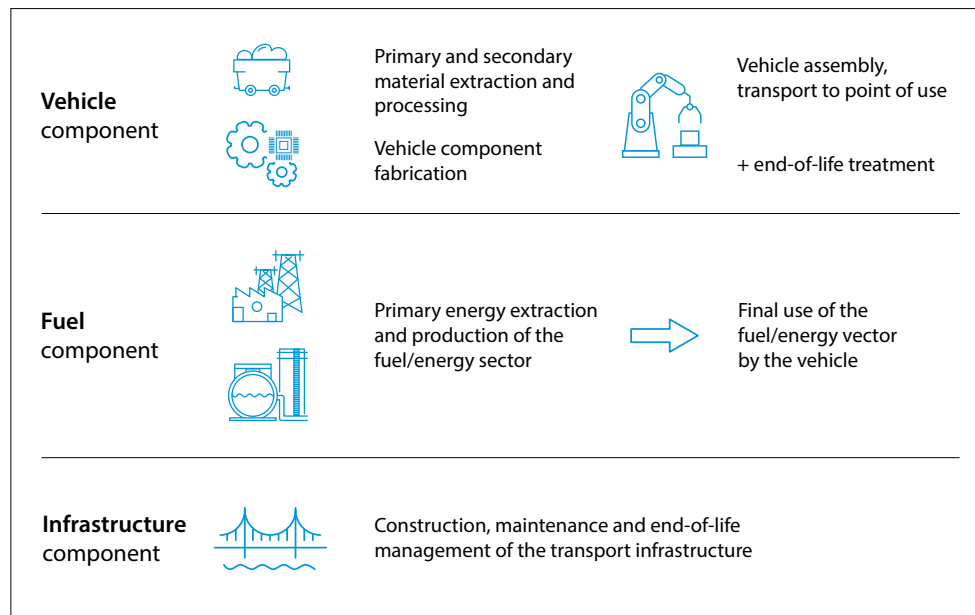 Vehicle
component
Primary and secondary
material extraction and
processing
Vehicle component
fabrication
Vehicle assembly,
transport to point of use
+ end-of-life treatment
Fuel
component
Primary energy extraction
and production of the
fuel/energy sector
Final use of the
fuel/energy vector
by the vehicle
Infrastructure
component
Construction, maintenance and end-of-life
management of the transport infrastructure